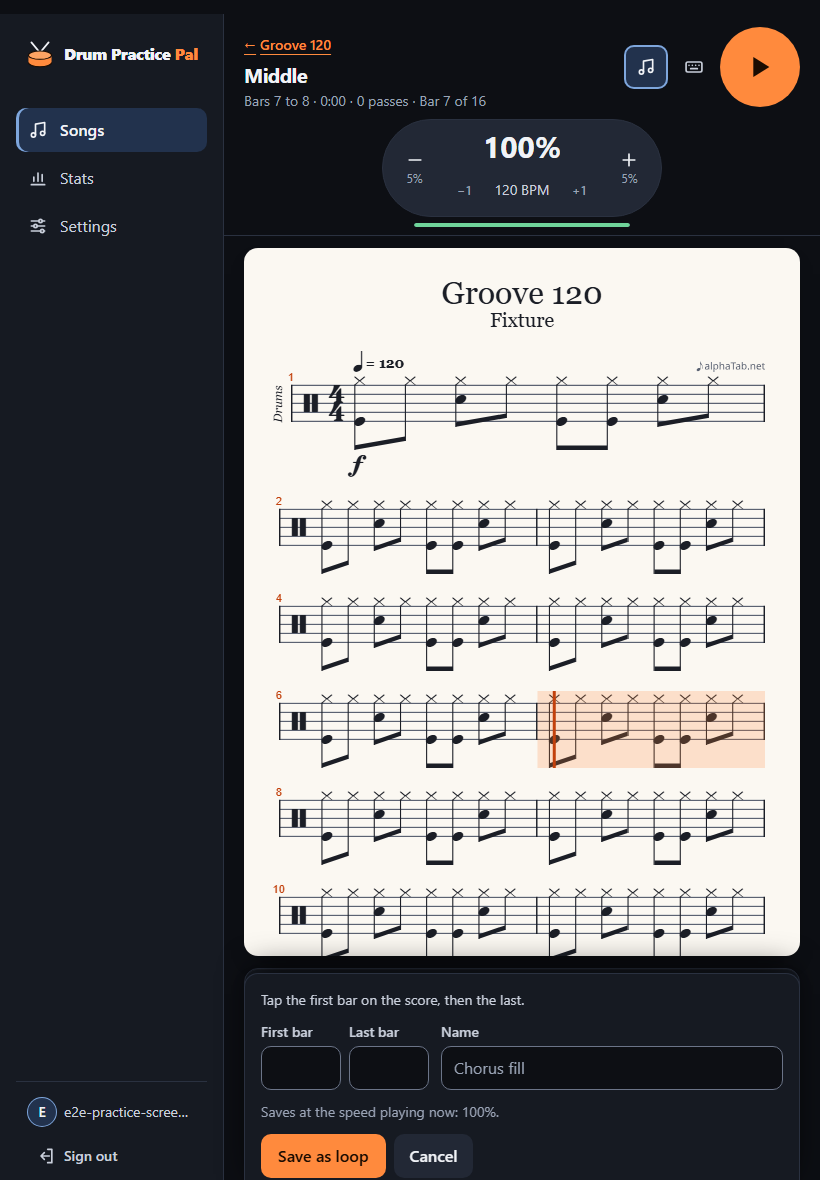 Drum Practice Pal
Songs
Stats
Settings
e2e-practice-scree...
E
Sign out
← Groove 120
Middle
Bars 7 to 8 · 0:00 · 0 passes · Bar 7 of 16
100%
5%
5%
−1
120 BPM
+1
Groove 120
Fixture
= 120
alphaTab.net
1
Drums
4
4
f
2
4
6
8
10
Tap the first bar on the score, then the last.
First bar
Last bar
Name
Chorus fill
Saves at the speed playing now: 100%.
Save as loop
Cancel